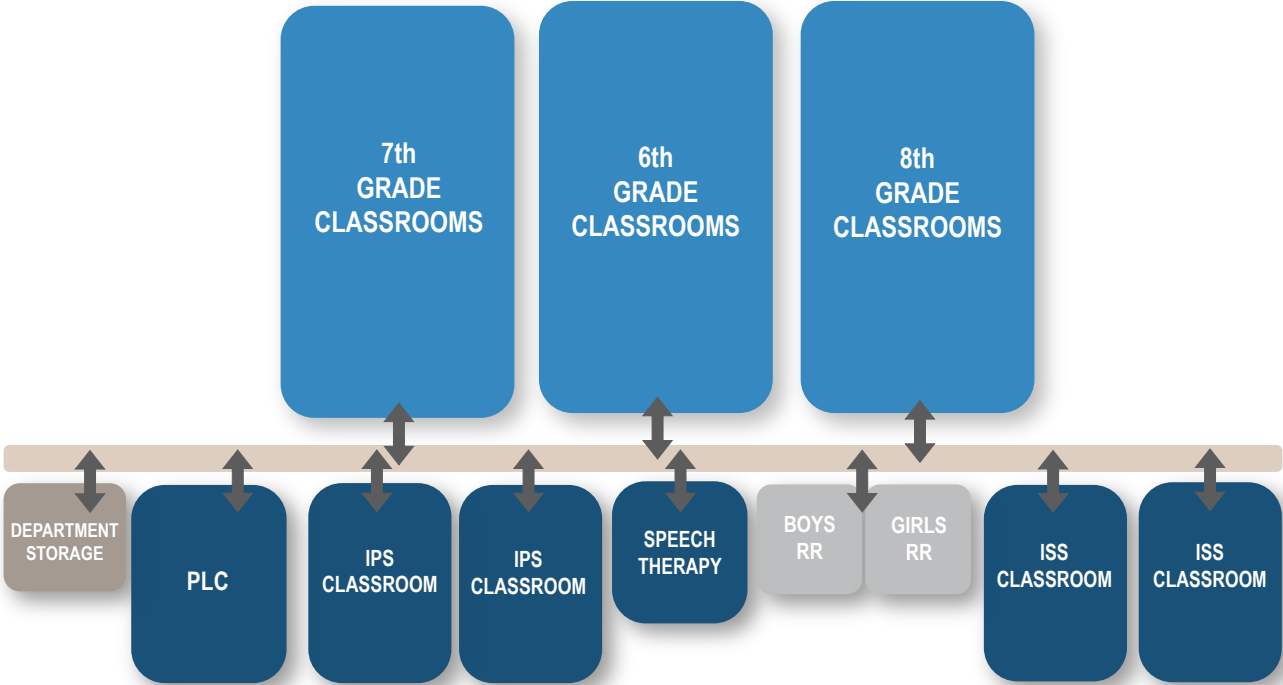 7th
GRADE
CLASSROOMS
6th
GRADE
CLASSROOMS
8th
GRADE
CLASSROOMS
DEPARTMENT
STORAGE
PLC
IPS
CLASSROOM
IPS
CLASSROOM
SPEECH
THERAPY
BOYS
RR
GIRLS
RR
ISS
CLASSROOM
ISS
CLASSROOM